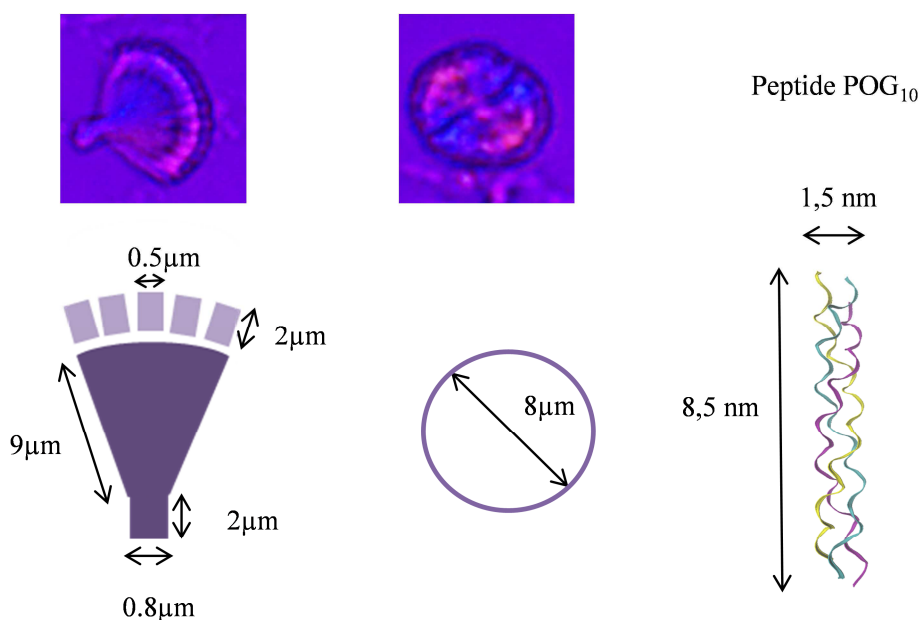 Peptide POG₁₀
1,5 nm
0.5µm
2µm
9µm
8µm
8,5 nm
2µm
0.8µm